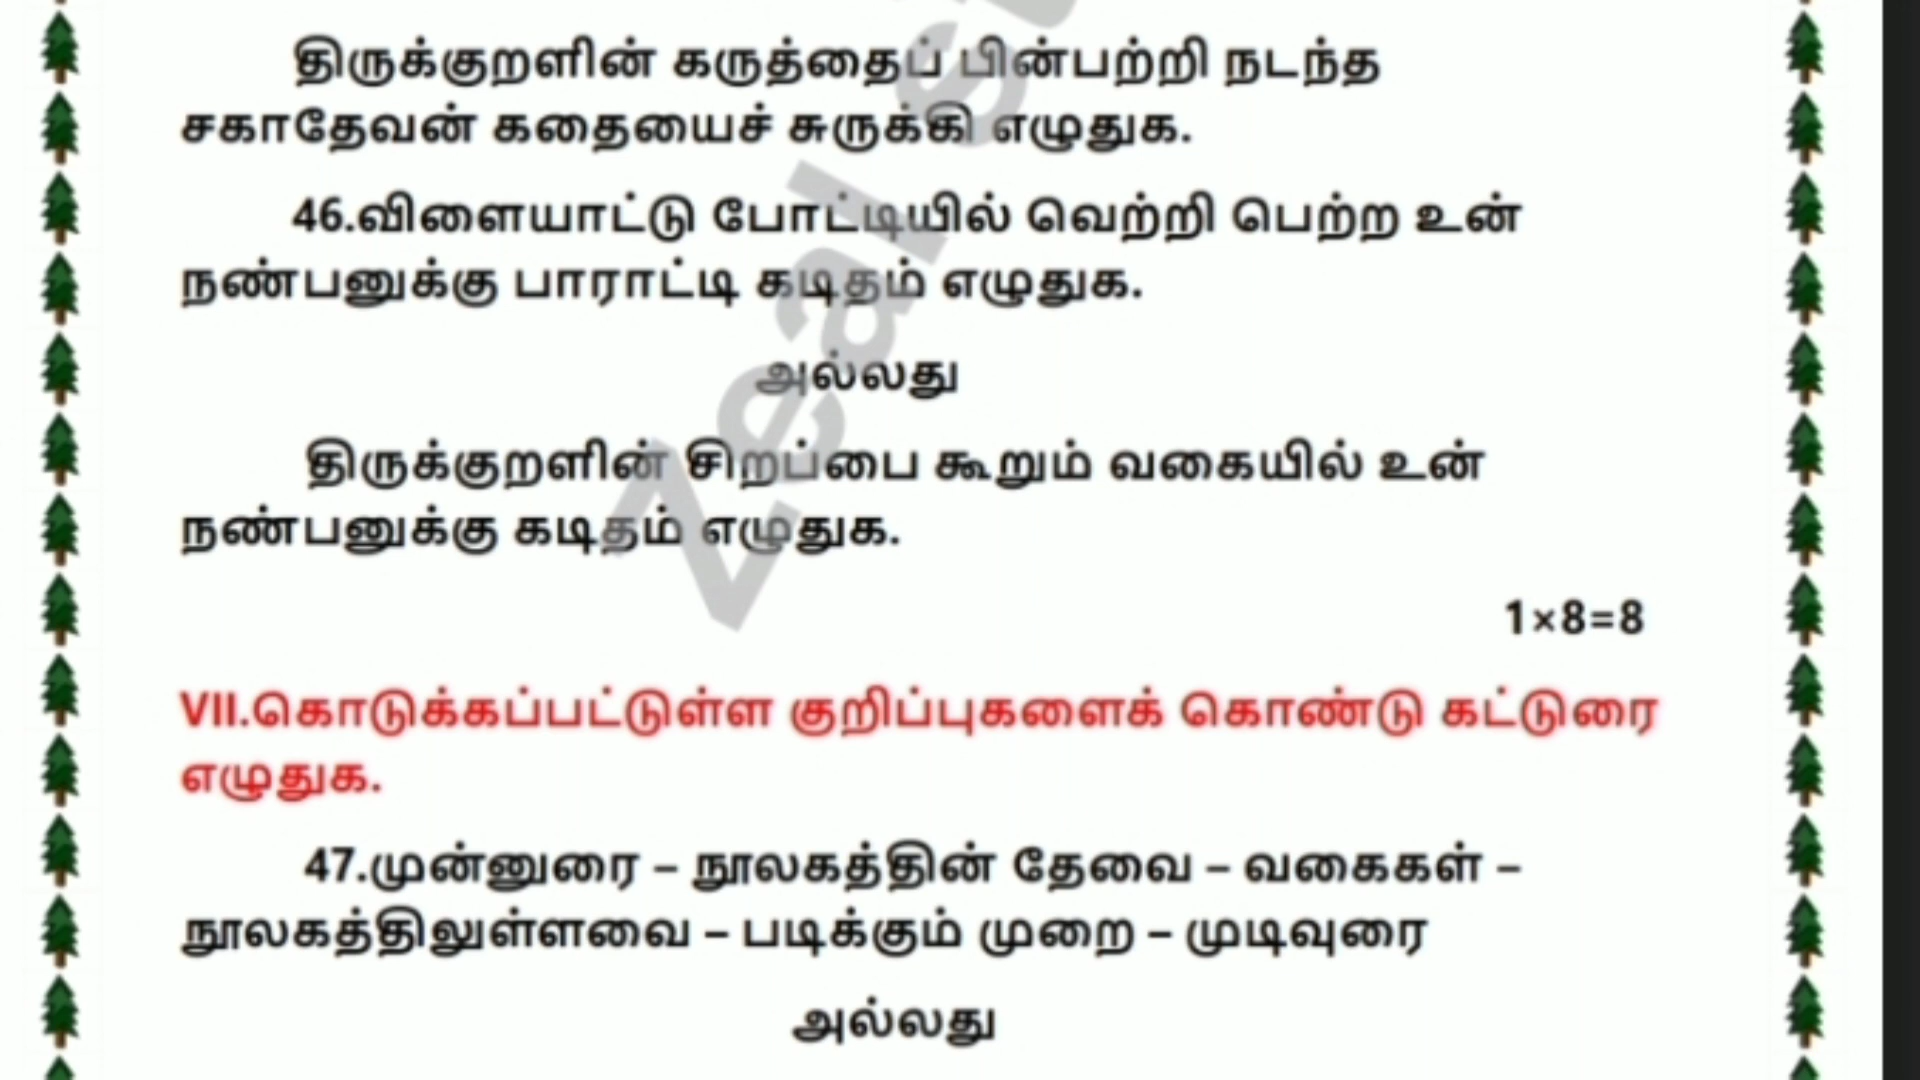 திருக்குறளின் கருத்தைப் பின்பற்றி நடந்த
சகாதேவன் கதையைச் சுருக்கி எழுதுக.
46.விளையாட்டு போட்டியில் வெற்றி பெற்ற உன்
நண்பனுக்கு பாராட்டி கடிதம் எழுதுக.
அல்லது
திருக்குறளின் சிறப்பை கூறும் வகையில் உன்
நண்பனுக்கு கடிதம் எழுதுக.
1×8=8
VII.கொடுக்கப்பட்டுள்ள குறிப்புகளைக் கொண்டு கட்டுரை
எழுதுக.
47.முன்னுரை – நூலகத்தின் தேவை – வகைகள் –
நூலகத்திலுள்ளவை – படிக்கும் முறை – முடிவுரை
அல்லது
Zeal